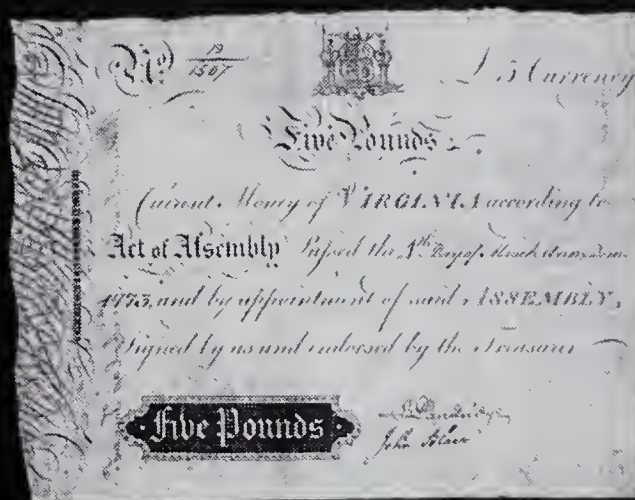 No. 19/1507
£ 5 Currency
Five Pounds
Current Money of VIRGINIA according to
Act of Assembly Passed the 4th Day of March Anno Dom.
1773, and by appointment of said ASSEMBLY,
Signed by us and endorsed by the Treasurer
Five Pounds
John Blair